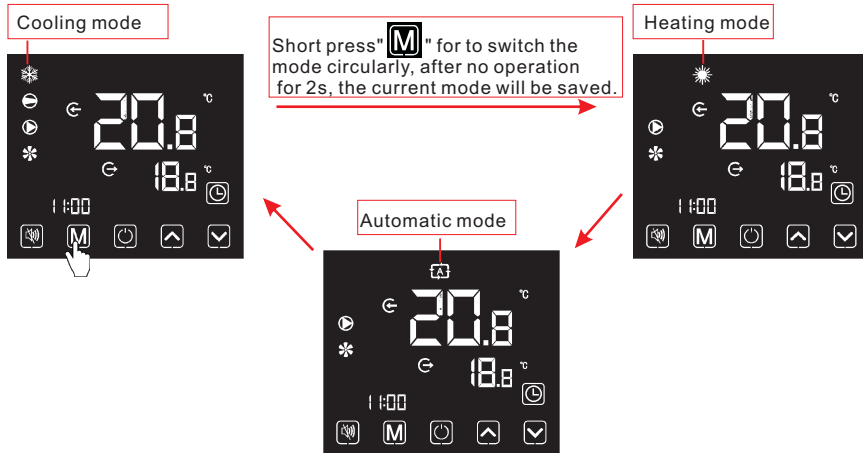 Cooling mode
Short press" M " for to switch the
mode circularly, after no operation
for 2s, the current mode will be saved.
Heating mode
°C
20.8
°C
18.8
11:00
M
°C
20.8
°C
18.8
11:00
M
Automatic mode
A
°C
20.8
°C
18.8
11:00
M